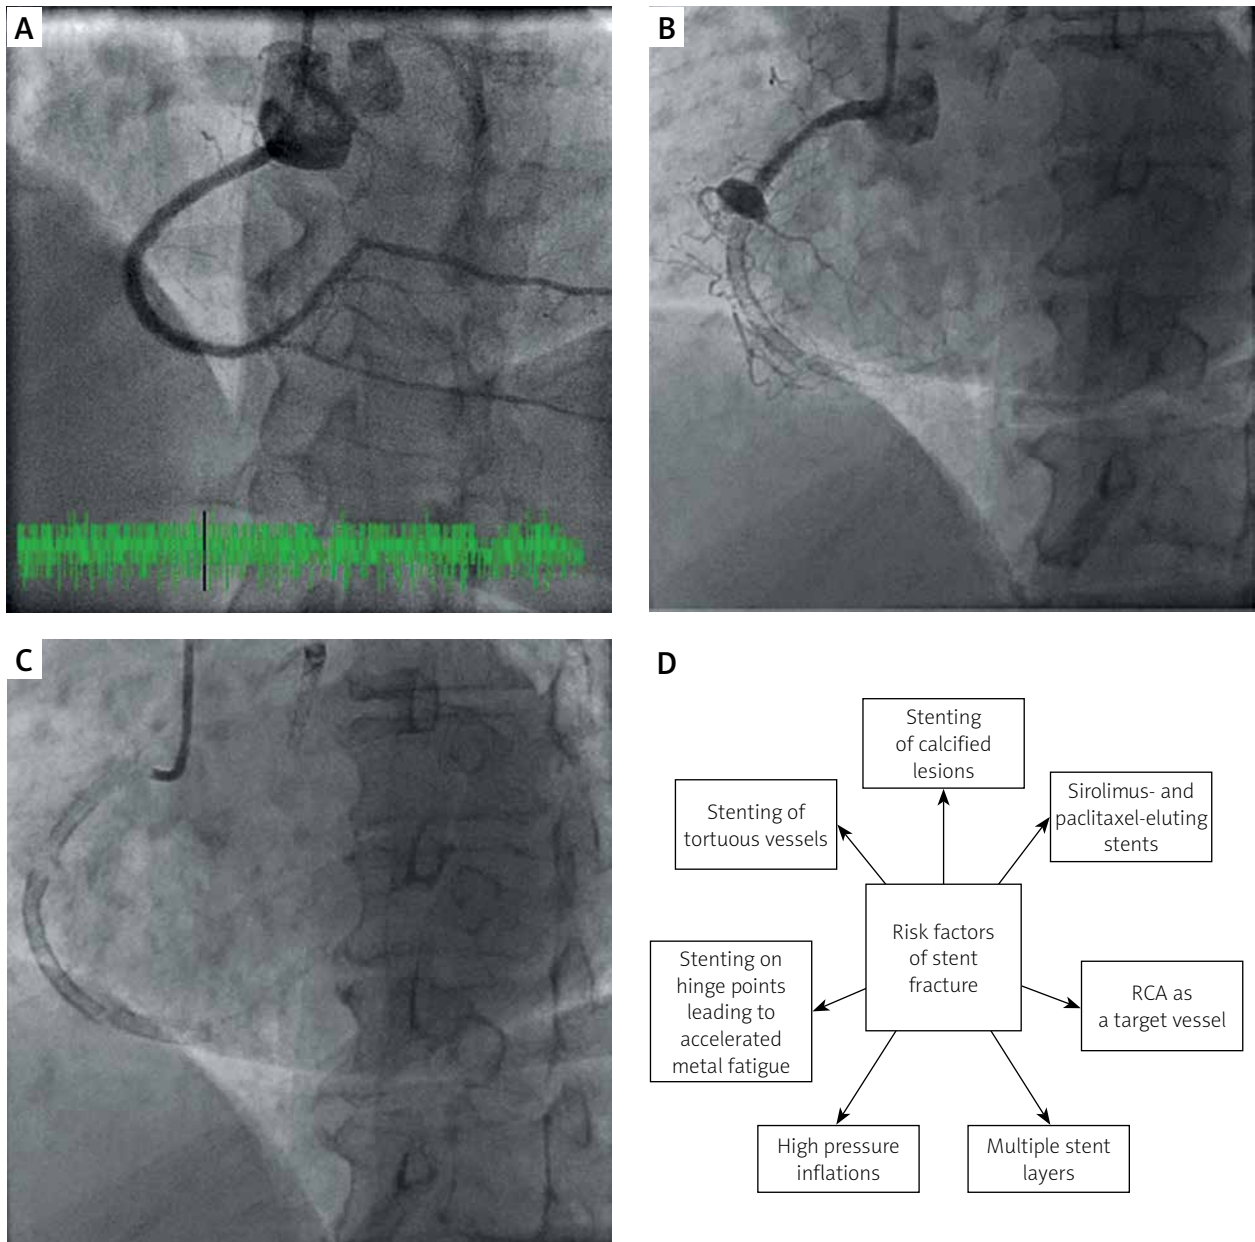 A
B
C
D
Stenting
of calcified
lesions
Stenting of
tortuous vessels
Sirolimus- and
paclitaxel-eluting
stents
Risk factors
of stent
fracture
Stenting on
hinge points
leading to
accelerated
metal fatigue
RCA as
a target vessel
High pressure
inflations
Multiple stent
layers